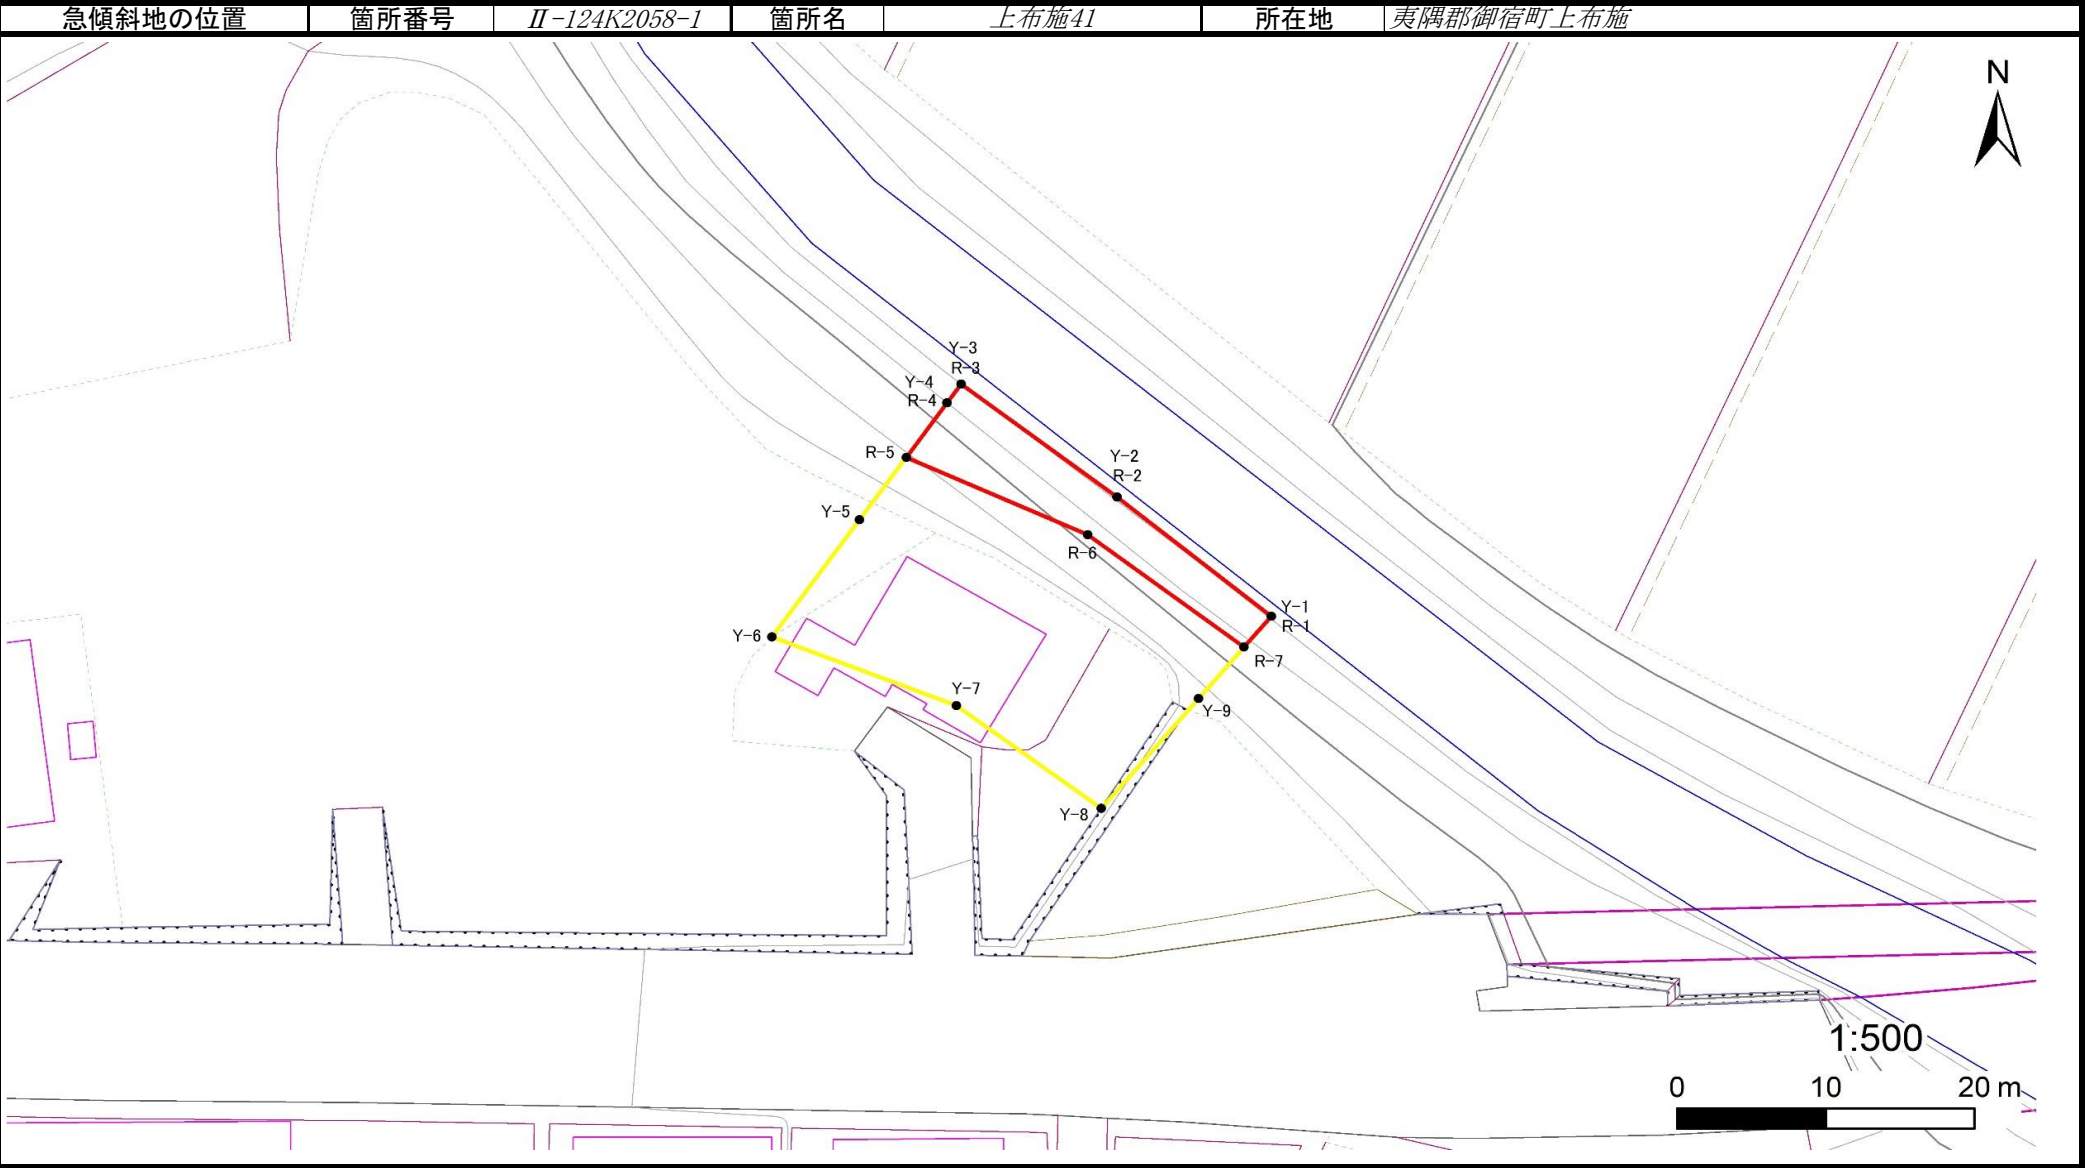 急傾斜地の位置 箇所番号 Ⅱ-124K2058-1 箇所名 上布施41 所在地 夷隅郡御宿町上布施
N
Y-3
R-3
Y-4
R-4
R-5
Y-2
R-2
Y-5
R-6
Y-1
R-1
Y-6
R-7
Y-7
Y-9
Y-8
1:500
0 10 20 m